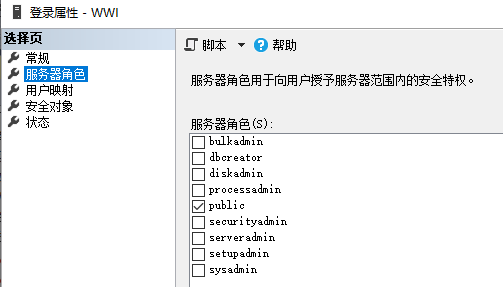 登录属性 - WWI
选择页
常规
服务器角色
用户映射
安全对象
状态
脚本 帮助
服务器角色用于向用户授予服务器范围内的安全特权。
服务器角色(S):
bulkadmin
dbcreator
diskadmin
processadmin
public
securityadmin
serveradmin
setupadmin
sysadmin